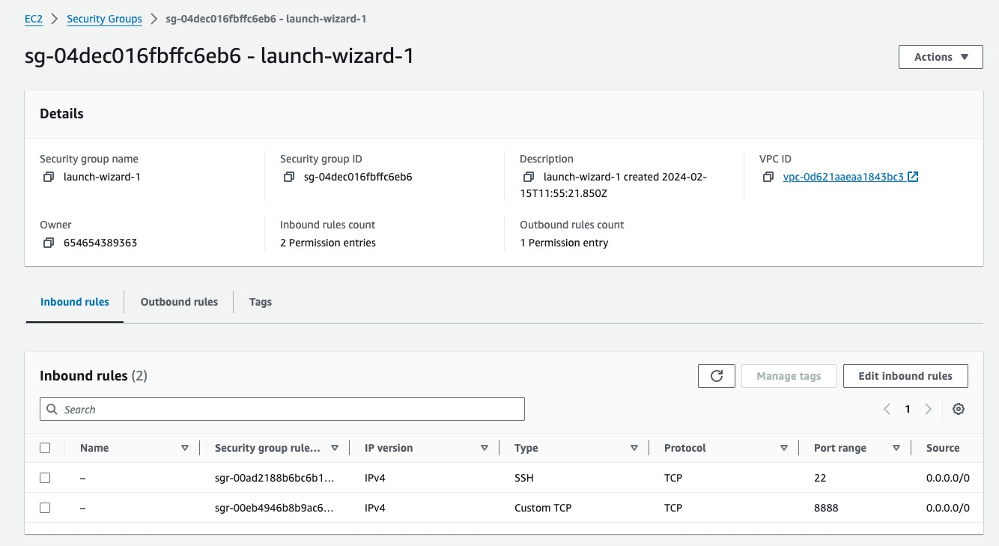 EC2 > Security Groups > sg-04dec016fbffc6eb6 - launch-wizard-1
sg-04dec016fbffc6eb6 - launch-wizard-1
Actions
Details
Security group name
launch-wizard-1
Security group ID
sg-04dec016fbffc6eb6
Description
launch-wizard-1 created 2024-02-
15T11:55:21.850Z
VPC ID
vpc-0d621aaeaa1843bc3
Owner
654654389363
Inbound rules count
2 Permission entries
Outbound rules count
1 Permission entry
Inbound rules Outbound rules Tags
Inbound rules (2)
Manage tags Edit inbound rules
Search
1
Name Security group rule... IP version Type Protocol Port range Source
– sgr-00ad2188b6bc6b1... IPv4 SSH TCP 22 0.0.0.0/0
– sgr-00eb4946b8b9ac6... IPv4 Custom TCP TCP 8888 0.0.0.0/0